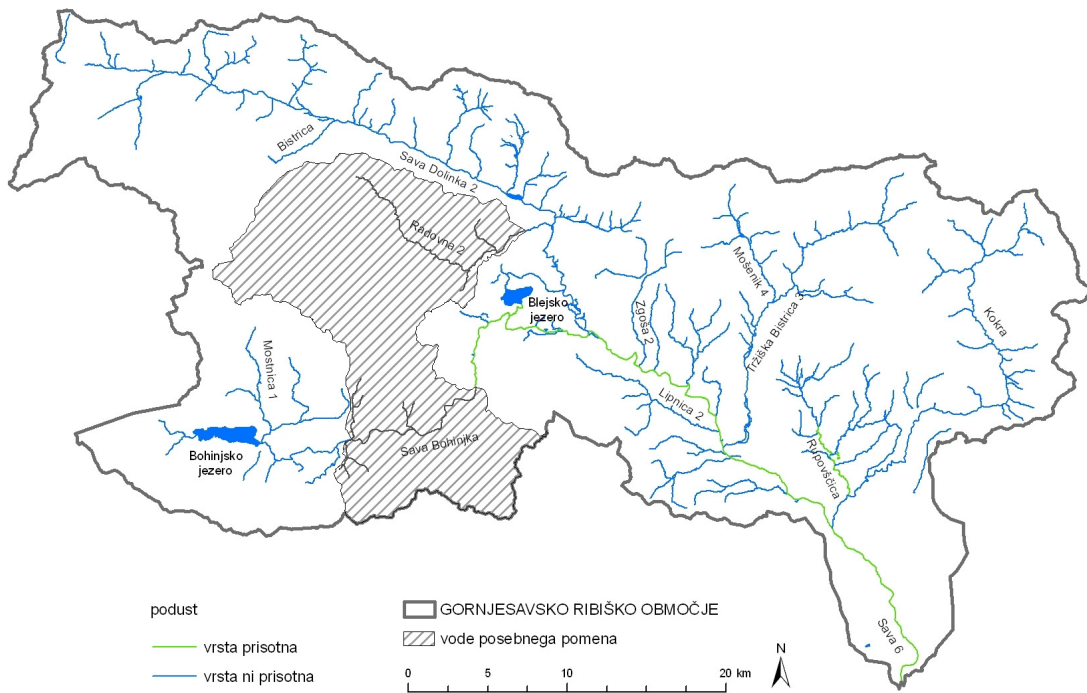 Bistrica
Sava Dolinka 2
Radovna 2
Mošenik 4
Blejsko
jezero
Zgoša 2
Tržiška Bistrica 3
Kokra
Mostnica 1
Lipnica 2
Bohinjsko
jezero
Sava Bohinjka
Rupovščica
Sava 6
podust
vrsta prisotna
vrsta ni prisotna
GORNJESAVSKO RIBIŠKO OBMOČJE
vode posebnega pomena
0 5 10 20 km
N